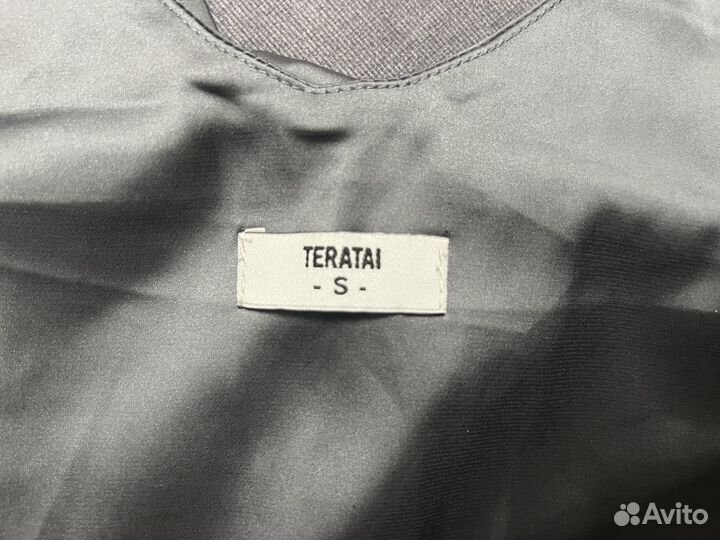 TERATAI
- S -
Avito